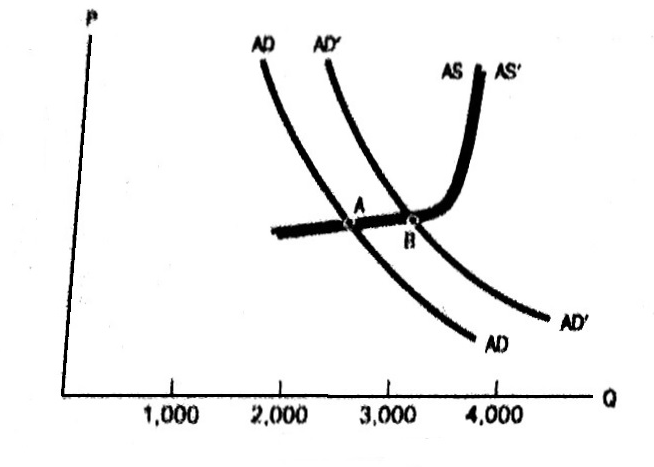 P
AD AD'
AS AS'
A
B
AD'
AD
Q
1,000 2,000 3,000 4,000